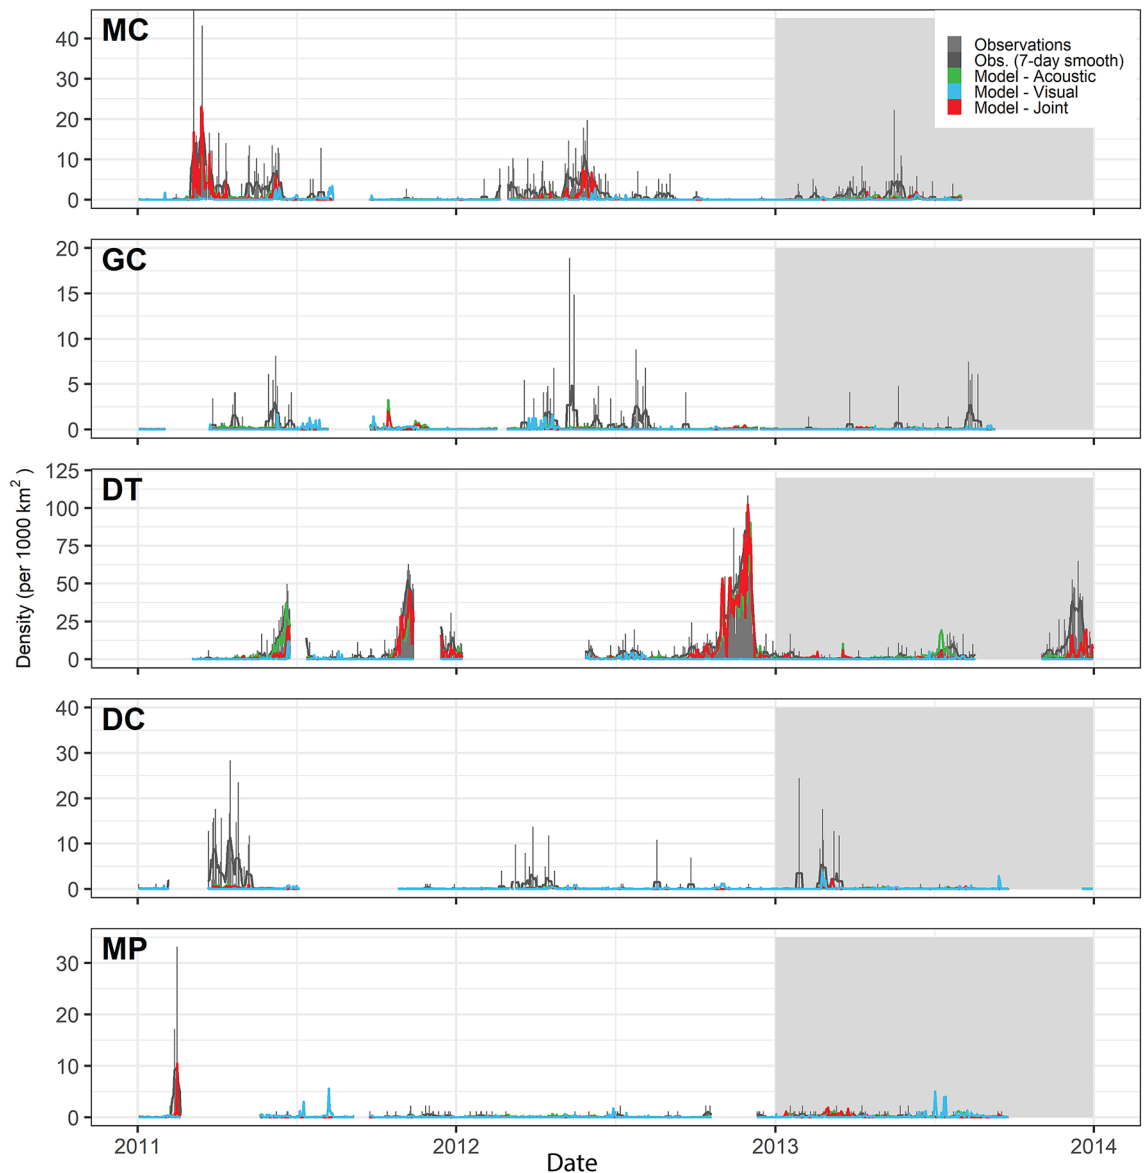 MC
40
30
20
10
0
Observations
Obs. (7-day smooth)
Model - Acoustic
Model - Visual
Model - Joint
GC
20
15
10
5
0
Density (per 1000 km²)
DT
125
100
75
50
25
0
DC
40
30
20
10
0
MP
30
20
10
0
2011 2012 2013 2014
Date